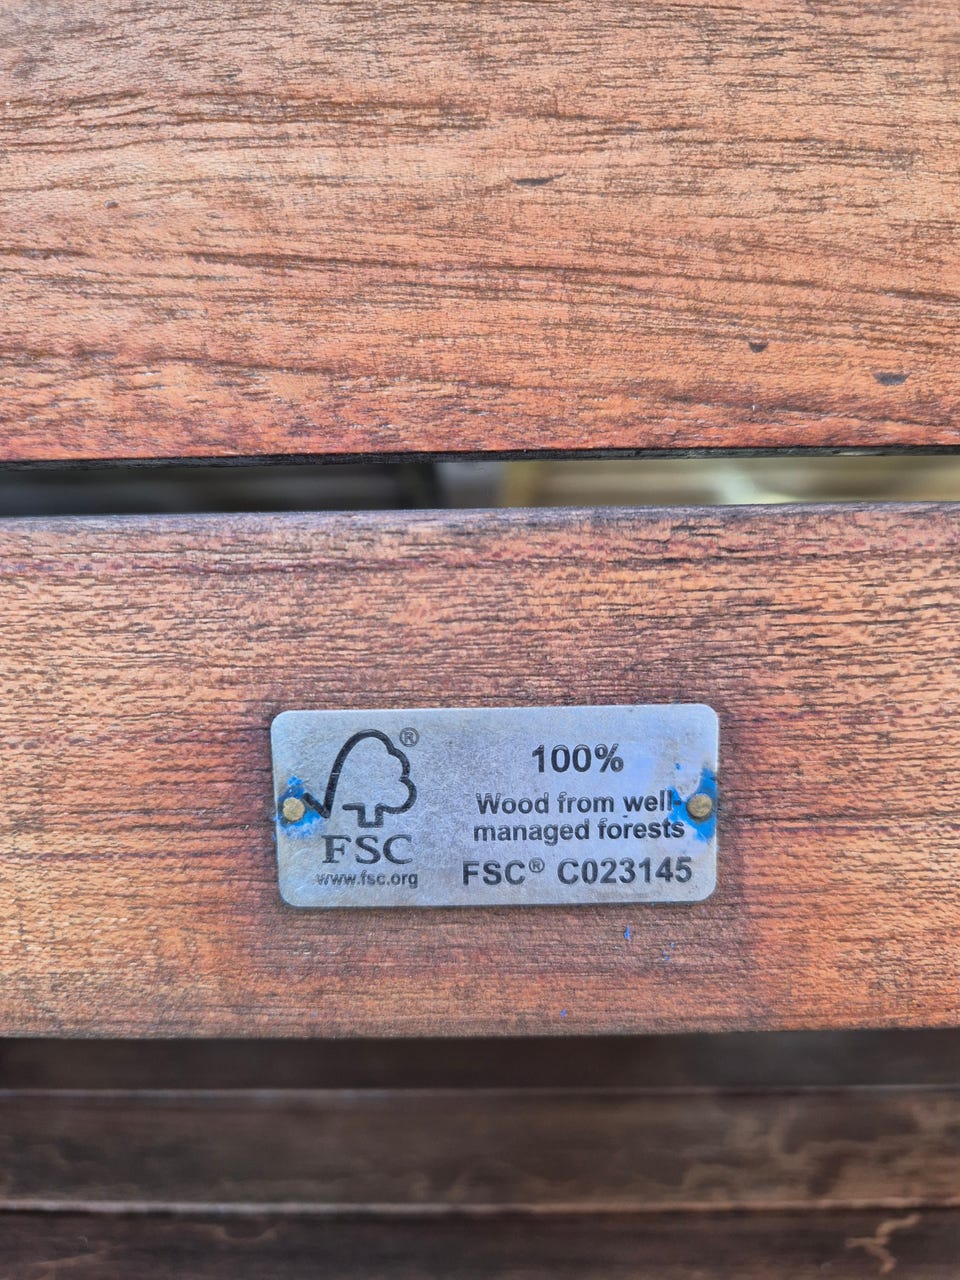 ®
FSC
www.fsc.org
100%
Wood from well-
managed forests
FSC® C023145